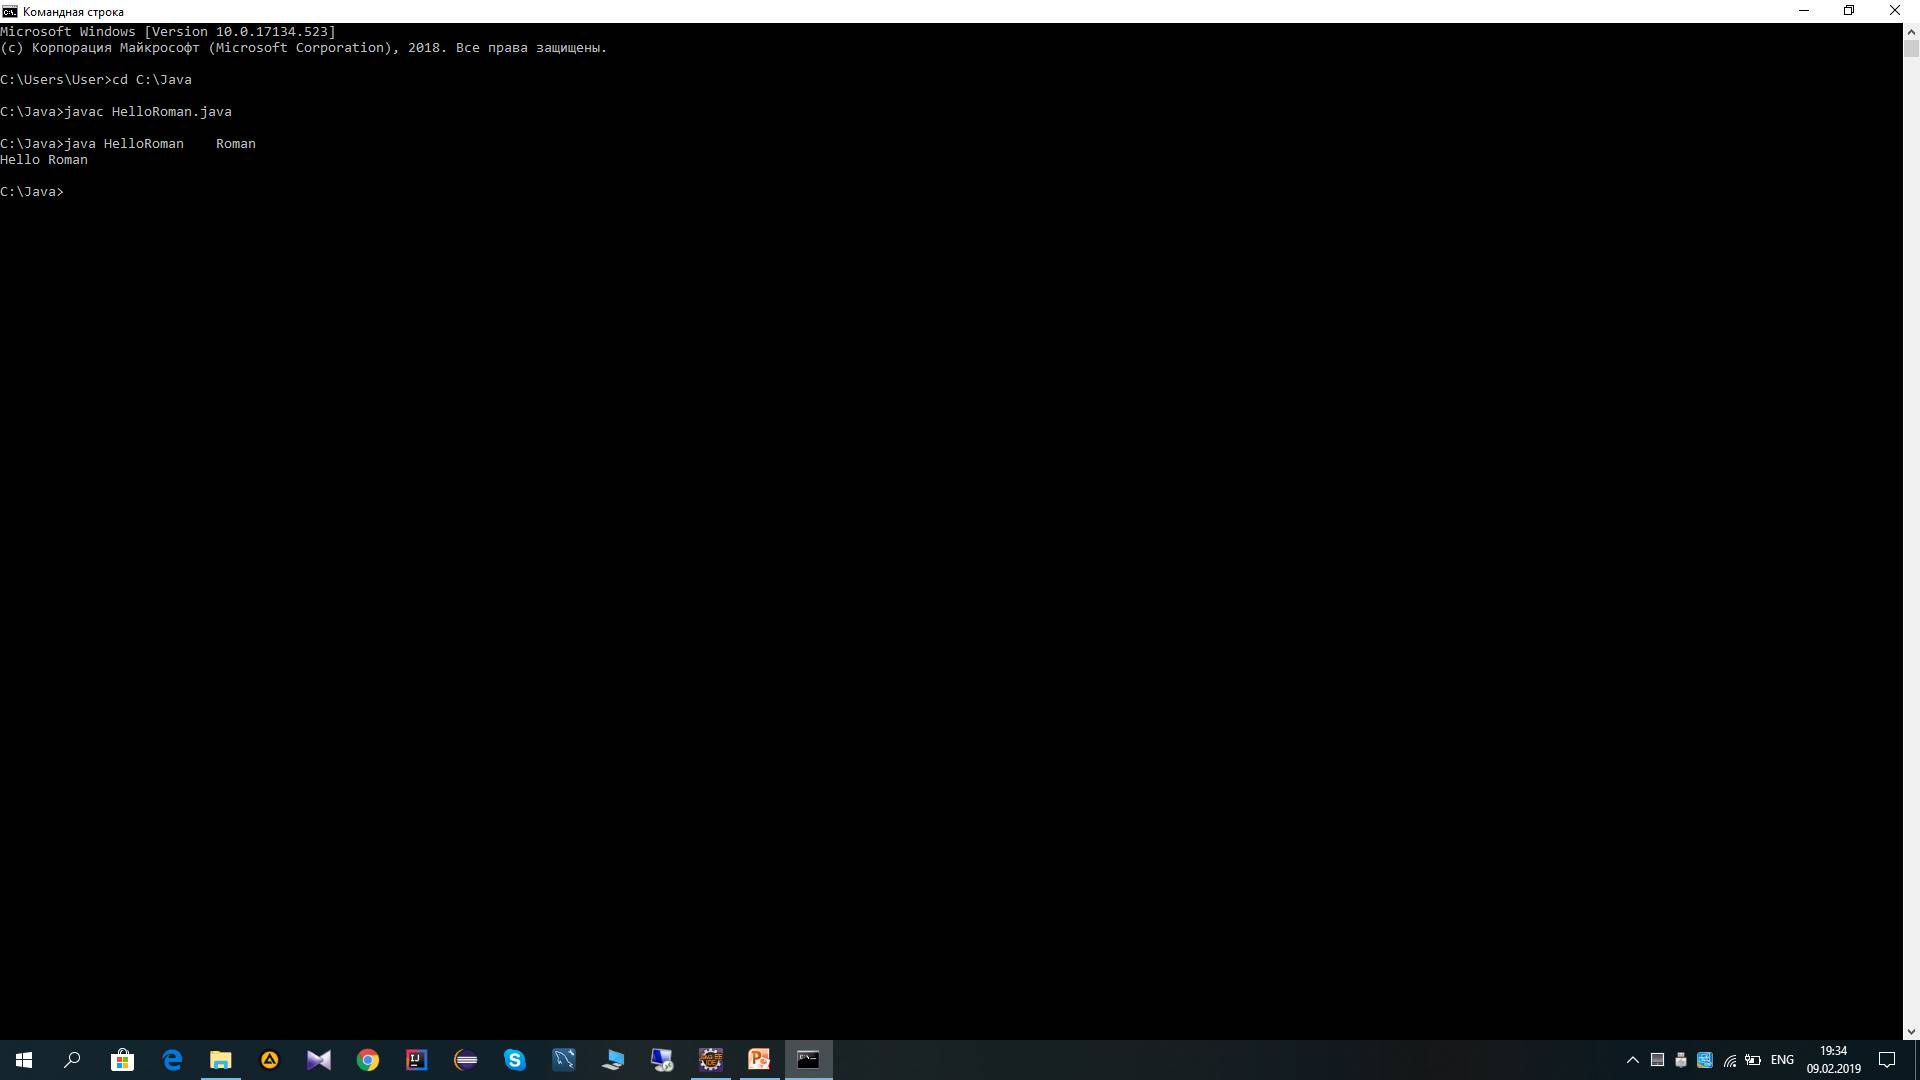 Командная строка
Microsoft Windows [Version 10.0.17134.523]
(c) Корпорация Майкрософт (Microsoft Corporation), 2018. Все права защищены.
C:\Users\User>cd C:\Java
C:\Java>javac HelloRoman.java
C:\Java>java HelloRoman    Roman
Hello Roman
C:\Java>
ENG
19:34
09.02.2019